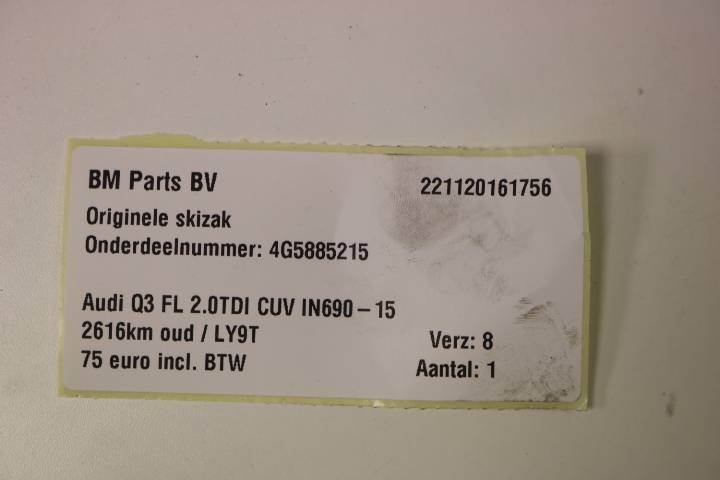 BM Parts BV 221120161756
Originele skizak
Onderdeelnummer: 4G5885215
Audi Q3 FL 2.0TDI CUV IN690 – 15
2616km oud / LY9T Verz: 8
75 euro incl. BTW Aantal: 1